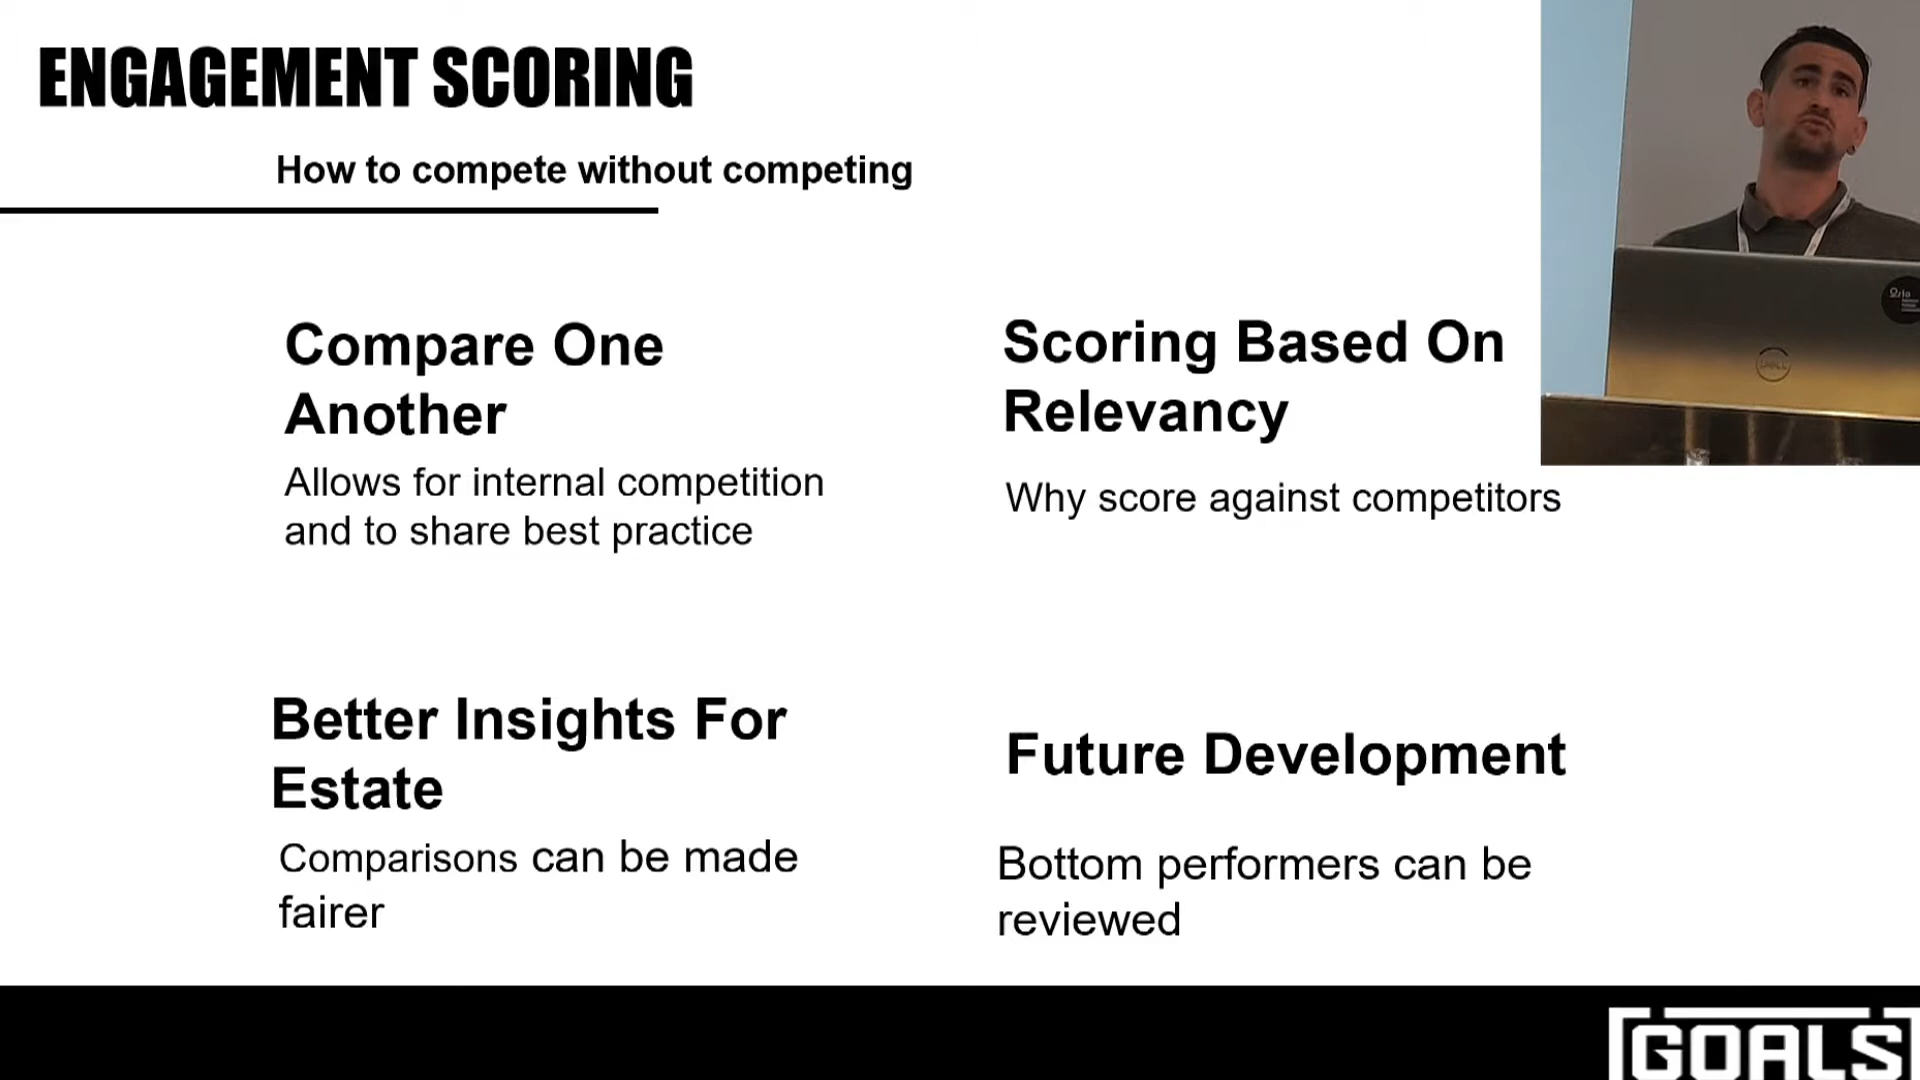 ENGAGEMENT SCORING
How to compete without competing
Compare One
Another
Allows for internal competition
and to share best practice
Scoring Based On
Relevancy
Why score against competitors
Better Insights For
Estate
Comparisons can be made
fairer
Future Development
Bottom performers can be
reviewed
DELL
GOALS